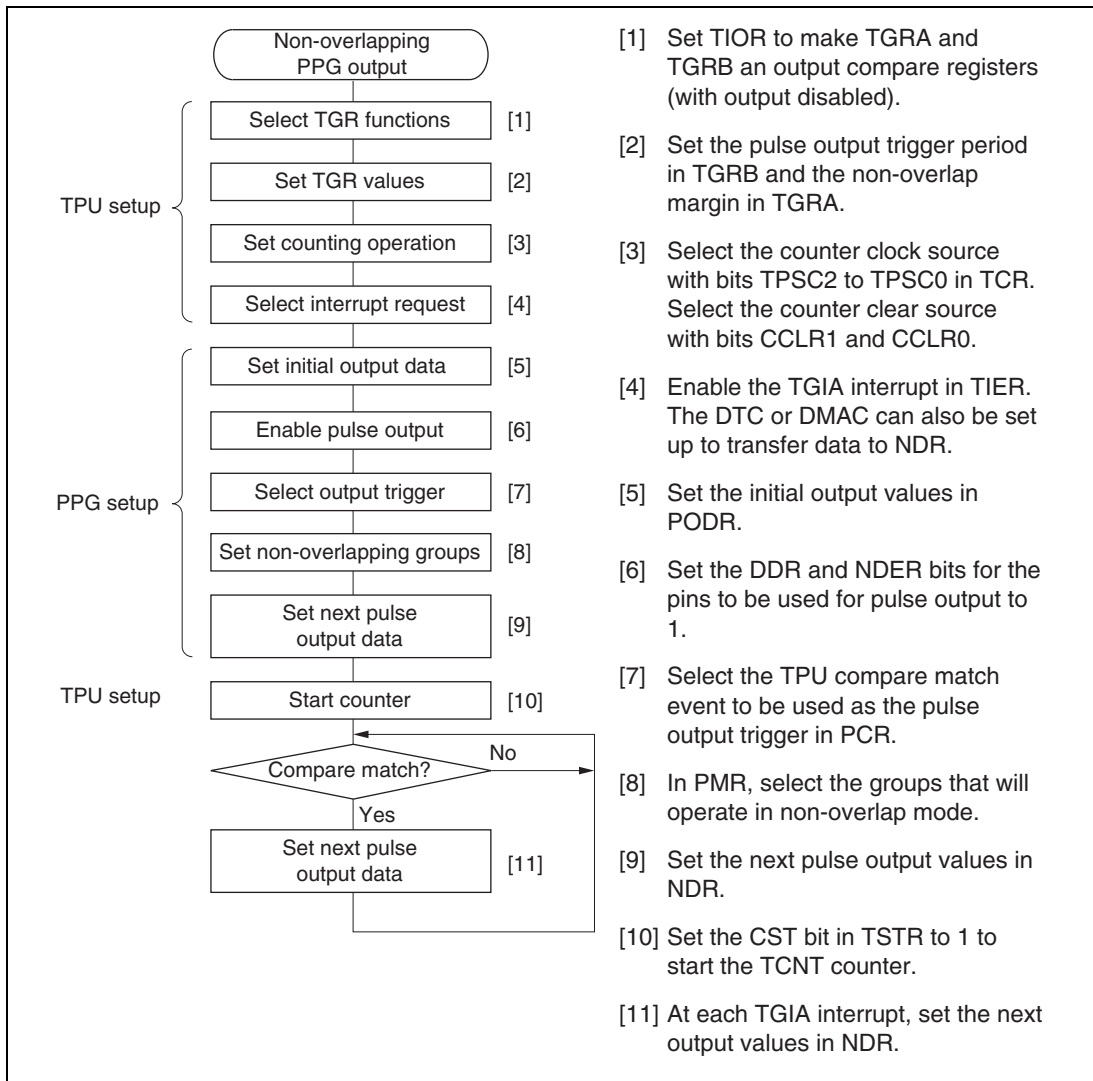 Non-overlapping
PPG output
Select TGR functions [1]
Set TGR values [2]
TPU setup
Set counting operation [3]
Select interrupt request [4]
Set initial output data [5]
Enable pulse output [6]
Select output trigger [7]
PPG setup
Set non-overlapping groups [8]
Set next pulse
output data
[9]
TPU setup
Start counter [10]
Compare match?
No
Yes
Set next pulse
output data
[11]
[1] Set TIOR to make TGRA and
TGRB an output compare registers
(with output disabled).
[2] Set the pulse output trigger period
in TGRB and the non-overlap
margin in TGRA.
[3] Select the counter clock source
with bits TPSC2 to TPSC0 in TCR.
Select the counter clear source
with bits CCLR1 and CCLR0.
[4] Enable the TGIA interrupt in TIER.
The DTC or DMAC can also be set
up to transfer data to NDR.
[5] Set the initial output values in
PODR.
[6] Set the DDR and NDER bits for the
pins to be used for pulse output to
1.
[7] Select the TPU compare match
event to be used as the pulse
output trigger in PCR.
[8] In PMR, select the groups that will
operate in non-overlap mode.
[9] Set the next pulse output values in
NDR.
[10] Set the CST bit in TSTR to 1 to
start the TCNT counter.
[11] At each TGIA interrupt, set the next
output values in NDR.